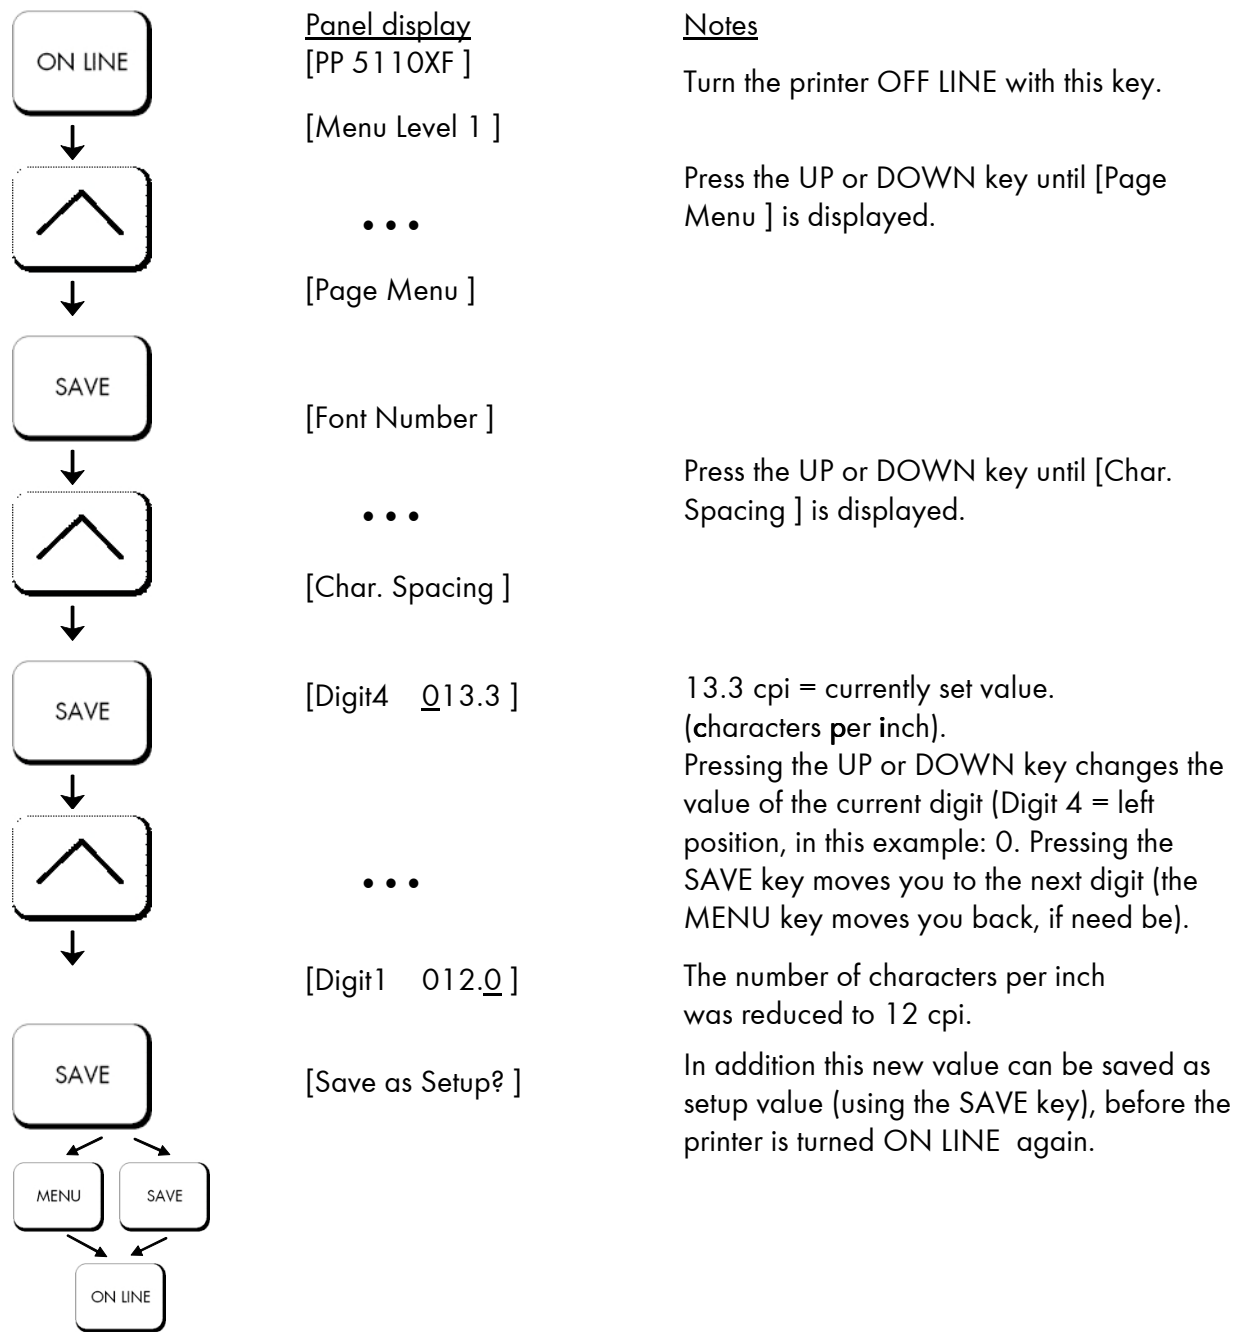 Panel display
Notes
ON LINE
[PP 5110XF ]
Turn the printer OFF LINE with this key.
[Menu Level 1 ]
Press the UP or DOWN key until [Page
Menu ] is displayed.
• • •
[Page Menu ]
SAVE
[Font Number ]
Press the UP or DOWN key until [Char.
Spacing ] is displayed.
• • •
[Char. Spacing ]
SAVE
[Digit4 013.3 ]
13.3 cpi = currently set value.
(characters per inch).
Pressing the UP or DOWN key changes the
value of the current digit (Digit 4 = left
position, in this example: 0. Pressing the
SAVE key moves you to the next digit (the
MENU key moves you back, if need be).
• • •
[Digit1 012.0 ]
The number of characters per inch
was reduced to 12 cpi.
SAVE
[Save as Setup? ]
In addition this new value can be saved as
setup value (using the SAVE key), before the
printer is turned ON LINE again.
MENU
SAVE
ON LINE